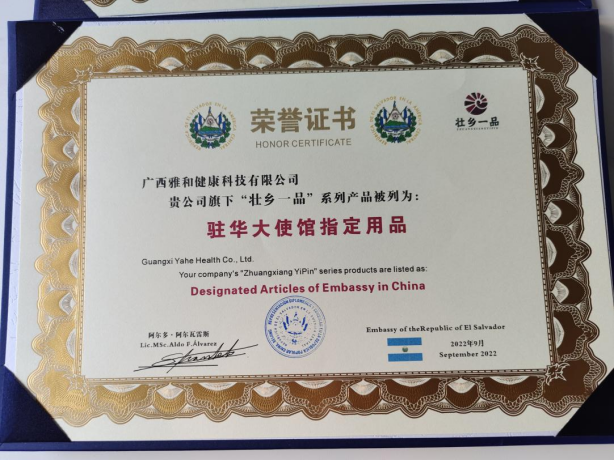 荣誉证书
HONOR CERTIFICATE
壮乡一品
广西雅和健康科技有限公司
贵公司旗下“壮乡一品”系列产品被列为：
驻华大使馆指定用品
Guangxi Yahe Health Co., Ltd.
Your company's "Zhuangxiang YiPin" series products are listed as:
Designated Articles of Embassy in China
阿尔多·阿尔瓦雷斯
Lic.MSc.Aldo F.Álvarez
Embassy of theRepublic of El Salvador
2022年9月
September 2022